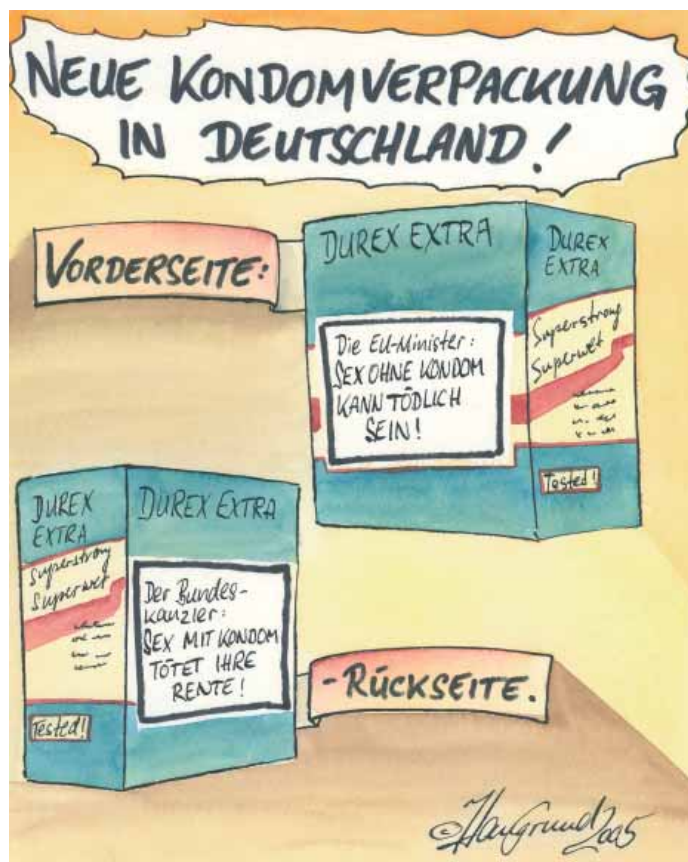 NEUE KONDOMVERPACKUNG
IN DEUTSCHLAND!
VORDERSEITE:
DUREX EXTRA
Die EU-Minister:
SEX OHNE KONDOM
KANN TÖDLICH
SEIN!
DUREX
EXTRA
Superstrong
Superwet
Tested!
DUREX
EXTRA
Superstrong
Superwet
Tested!
DUREX EXTRA
Der Bundes-
kanzler:
SEX MIT KONDOM
TÖTET IHRE
RENTE!
-RÜCKSEITE.
© HauGrund 2005